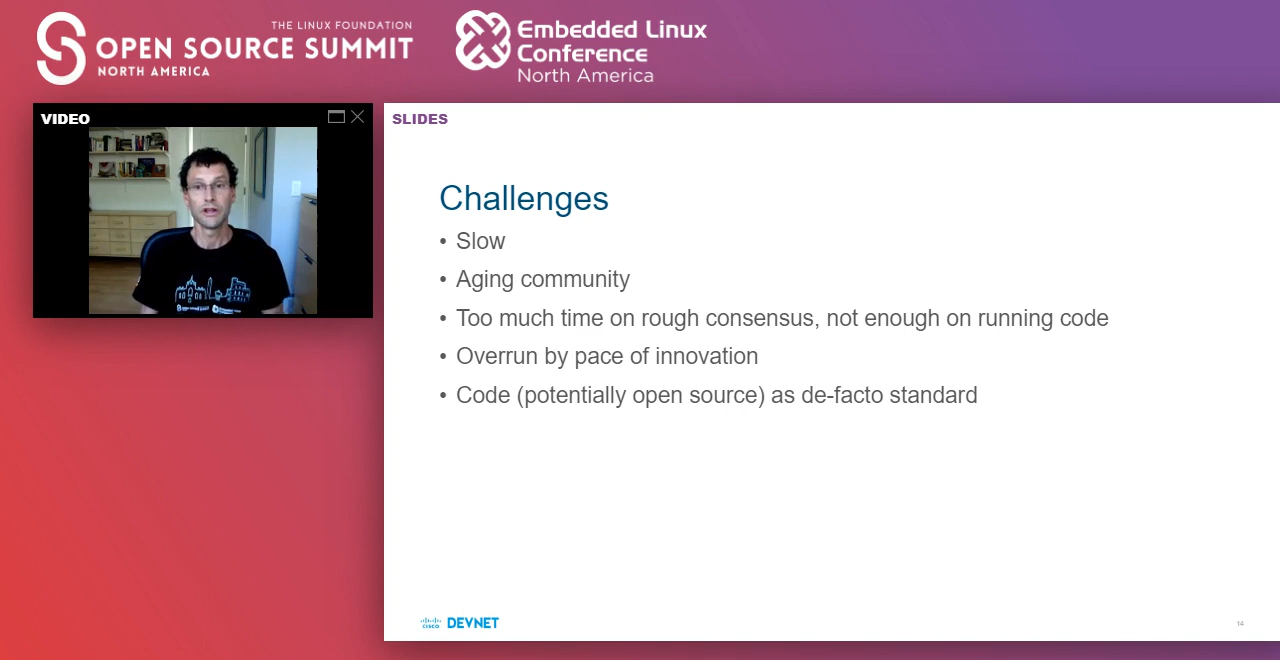 THE LINUX FOUNDATION
OPEN SOURCE SUMMIT
NORTH AMERICA
Embedded Linux
Conference
North America
VIDEO
SLIDES
Challenges
• Slow
• Aging community
• Too much time on rough consensus, not enough on running code
• Overrun by pace of innovation
• Code (potentially open source) as de-facto standard
CISCO DEVNET
14